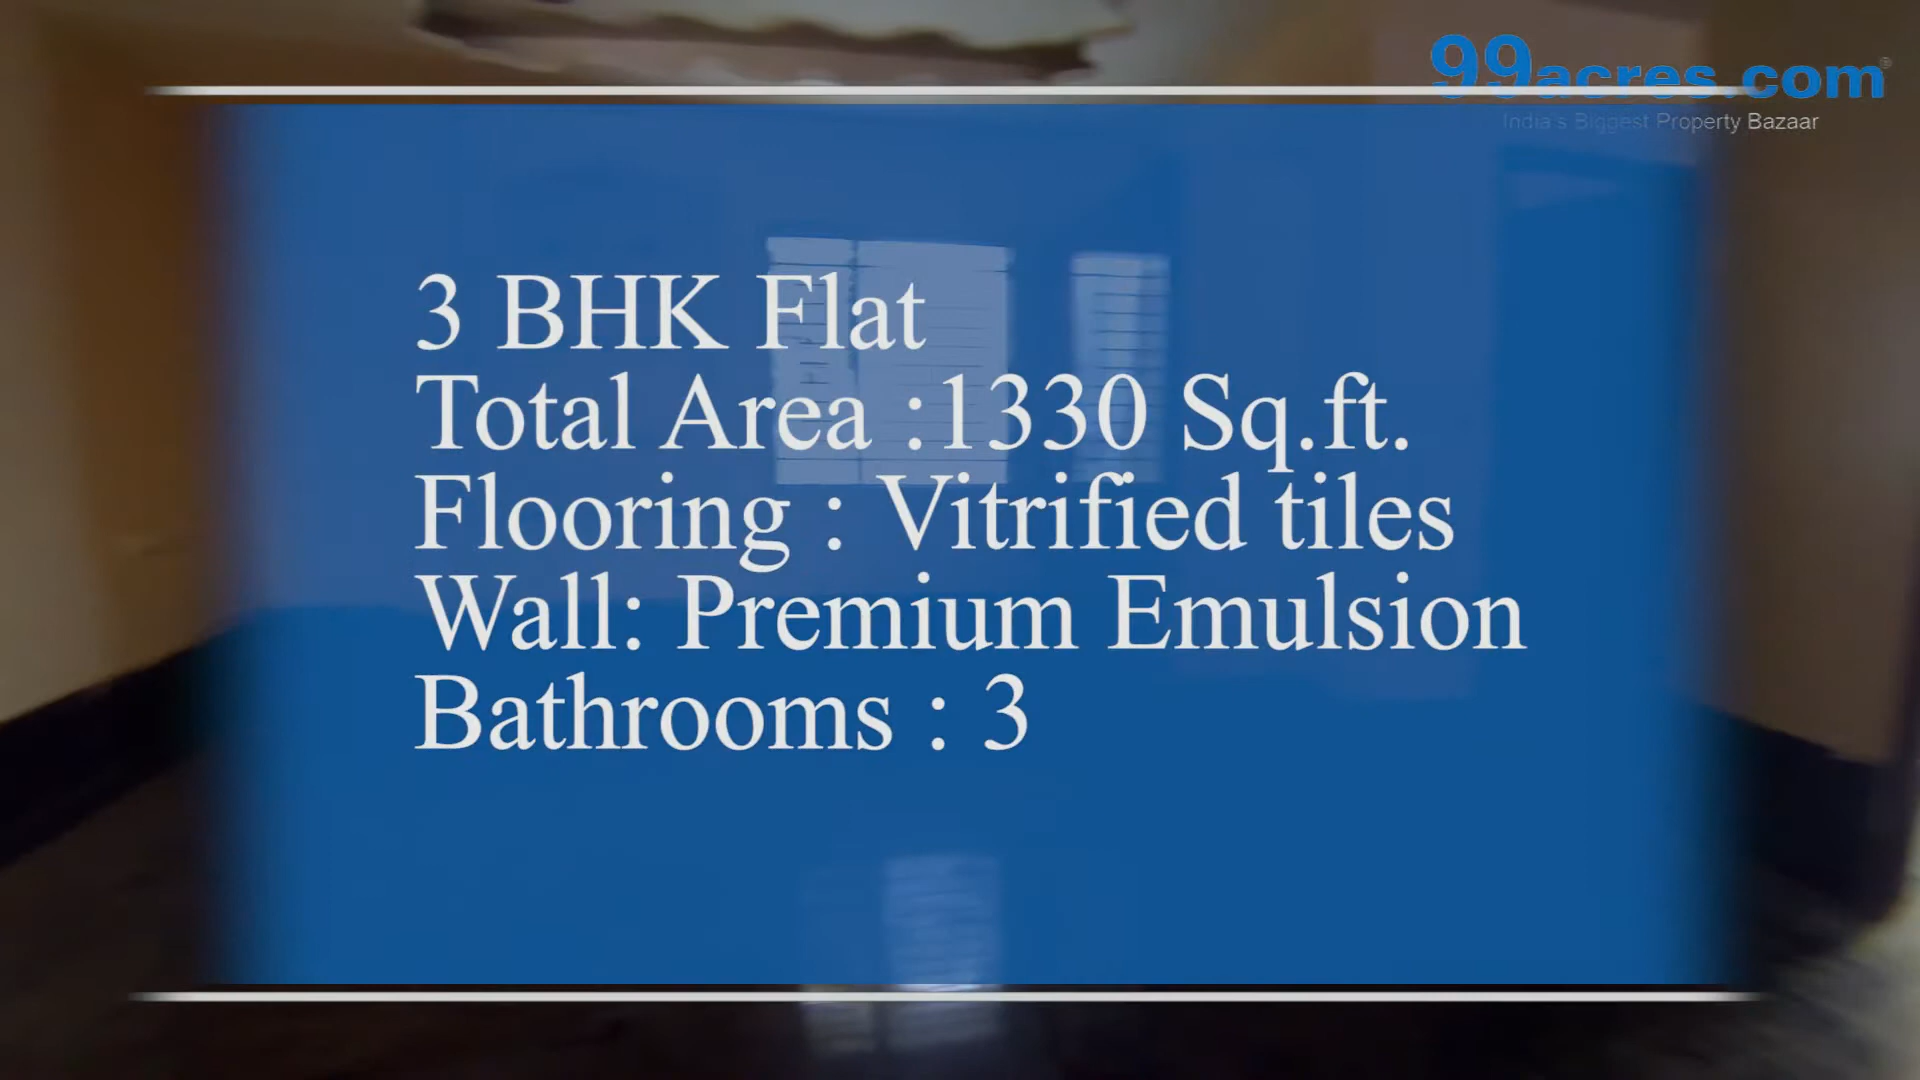 99acres.com
India's Biggest Property Bazaar
3 BHK Flat
Total Area :1330 Sq.ft.
Flooring : Vitrified tiles
Wall: Premium Emulsion
Bathrooms : 3